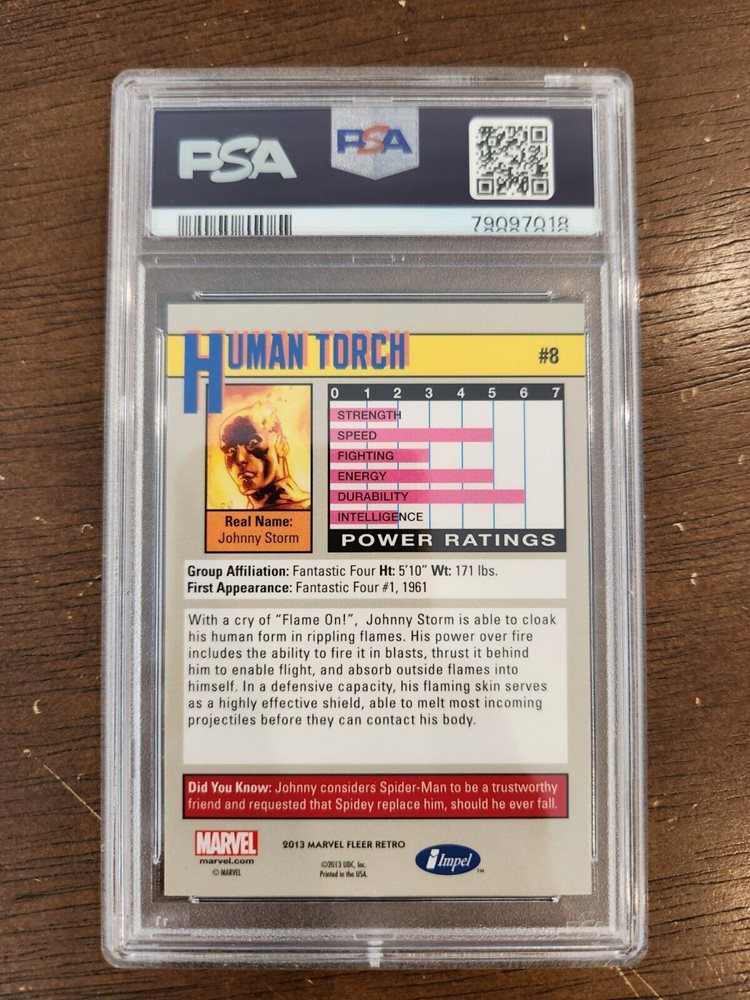 PSA
PSA
79097018
HUMAN TORCH
#8
0 1 2 3 4 5 6 7
STRENGTH
SPEED
FIGHTING
ENERGY
DURABILITY
INTELLIGENCE
POWER RATINGS
Real Name:
Johnny Storm
Group Affiliation: Fantastic Four Ht: 5'10" Wt: 171 lbs.
First Appearance: Fantastic Four #1, 1961
With a cry of "Flame On!", Johnny Storm is able to cloak
his human form in rippling flames. His power over fire
includes the ability to fire it in blasts, thrust it behind
him to enable flight, and absorb outside flames into
himself. In a defensive capacity, his flaming skin serves
as a highly effective shield, able to melt most incoming
projectiles before they can contact his body.
Did You Know: Johnny considers Spider-Man to be a trustworthy
friend and requested that Spidey replace him, should he ever fall.
MARVEL
marvel.com
© MARVEL
2013 MARVEL FLEER RETRO
©2013 UDC, Inc.
Printed in the USA.
Impel
TM